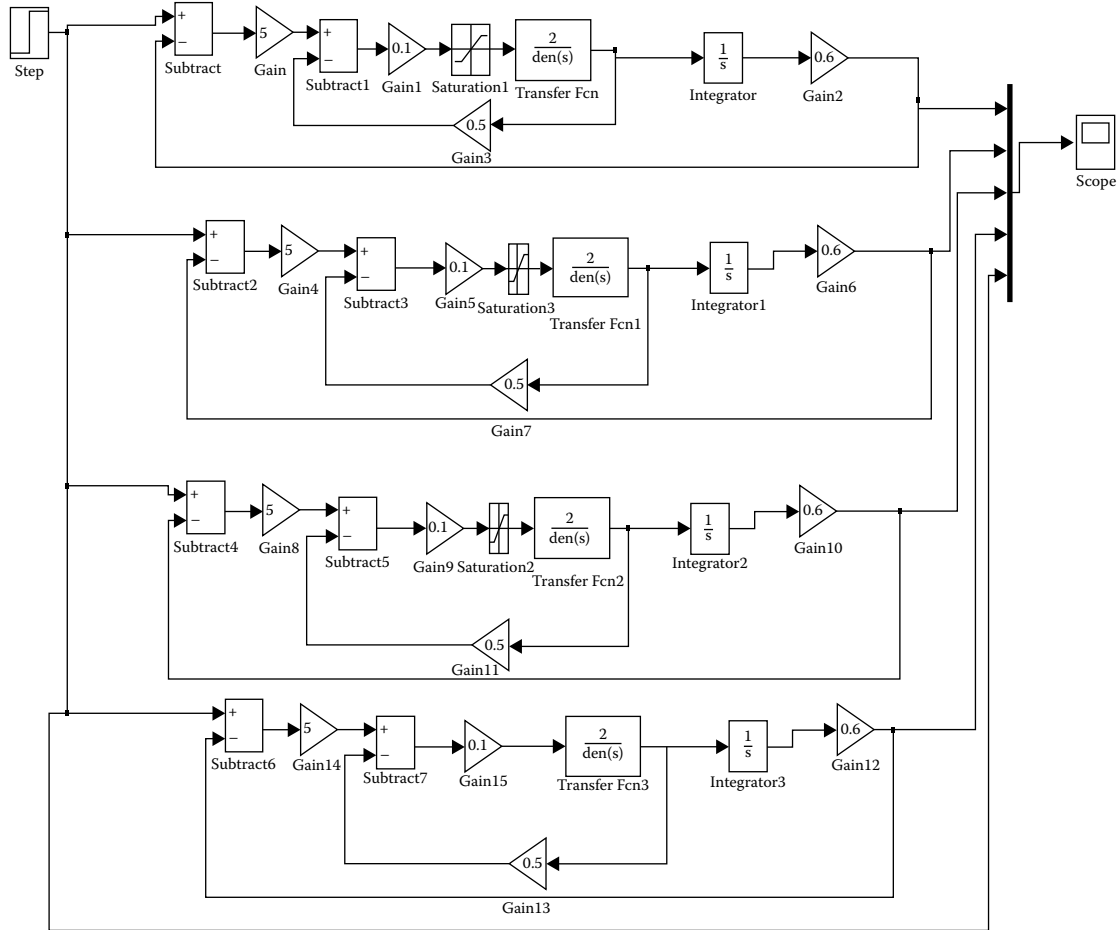 Step
+
−
Subtract
5
Gain
+
−
Subtract1
0.1
Gain1
Saturation1
2
den(s)
Transfer Fcn
1
s
Integrator
0.6
Gain2
0.5
Gain3
Scope
+
−
Subtract2
5
Gain4
+
−
Subtract3
0.1
Gain5
Saturation3
2
den(s)
Transfer Fcn1
1
s
Integrator1
0.6
Gain6
0.5
Gain7
+
−
Subtract4
5
Gain8
+
−
Subtract5
0.1
Gain9
Saturation2
2
den(s)
Transfer Fcn2
1
s
Integrator2
0.6
Gain10
0.5
Gain11
+
−
Subtract6
5
Gain14
+
−
Subtract7
0.1
Gain15
2
den(s)
Transfer Fcn3
1
s
Integrator3
0.6
Gain12
0.5
Gain13